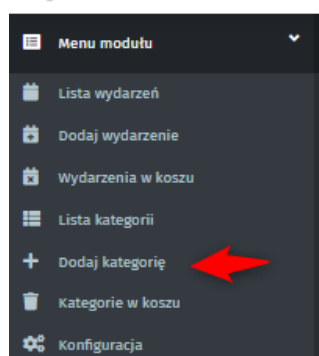 Menu modułu
Lista wydarzeń
Dodaj wydarzenie
Wydarzenia w koszu
Lista kategorii
Dodaj kategorię
Kategorie w koszu
Konfiguracja